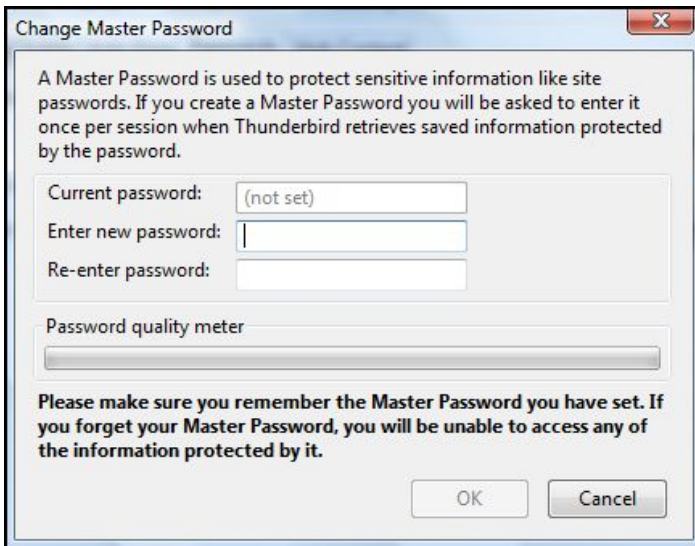 Change Master Password
A Master Password is used to protect sensitive information like site
passwords. If you create a Master Password you will be asked to enter it
once per session when Thunderbird retrieves saved information protected
by the password.
Current password: (not set)
Enter new password:
Re-enter password:
Password quality meter
Please make sure you remember the Master Password you have set. If
you forget your Master Password, you will be unable to access any of
the information protected by it.
OK Cancel